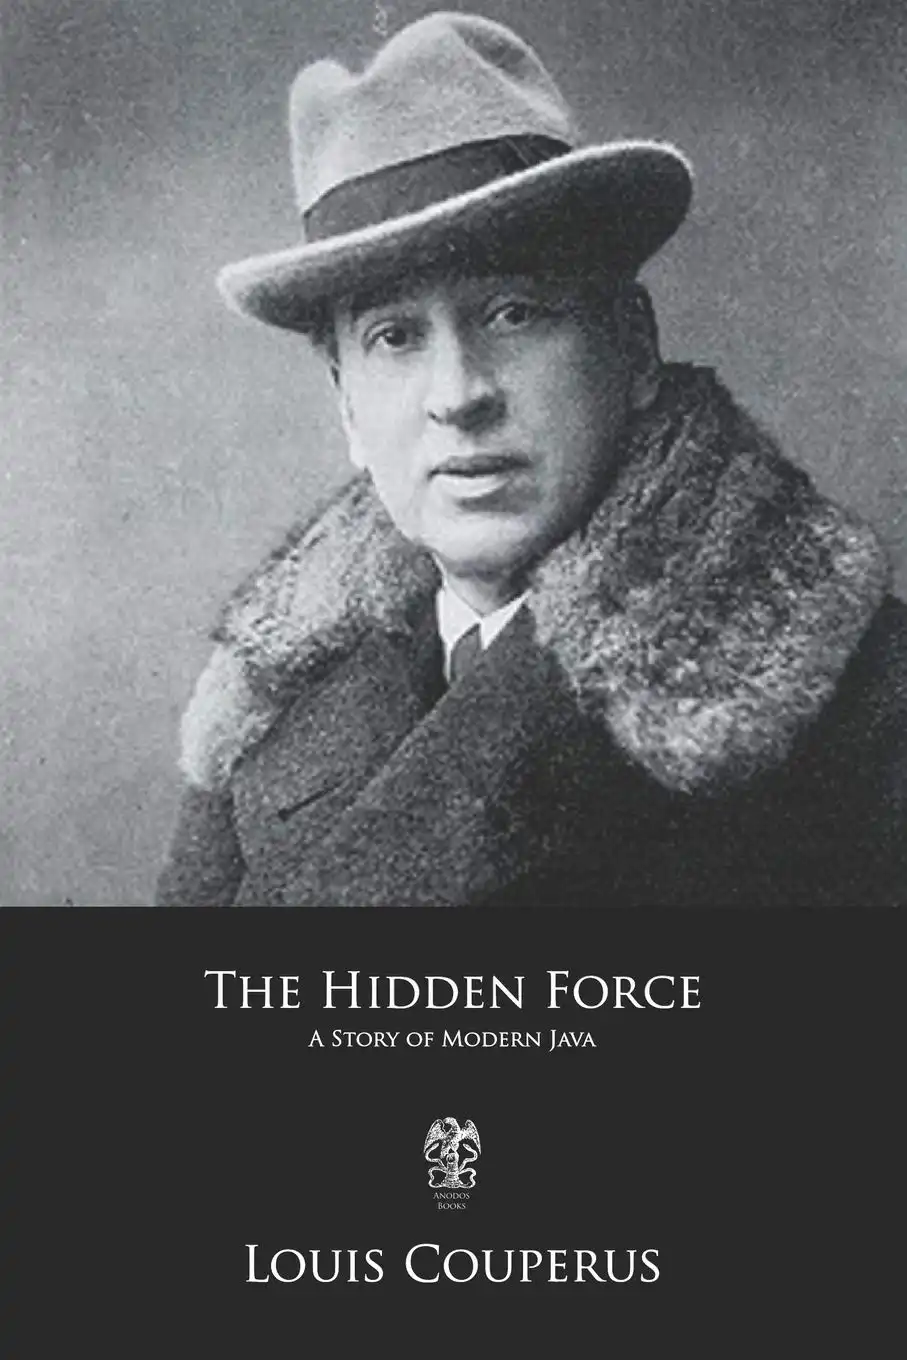 The Hidden Force
A Story of Modern Java
Anodos
Books
Louis Couperus